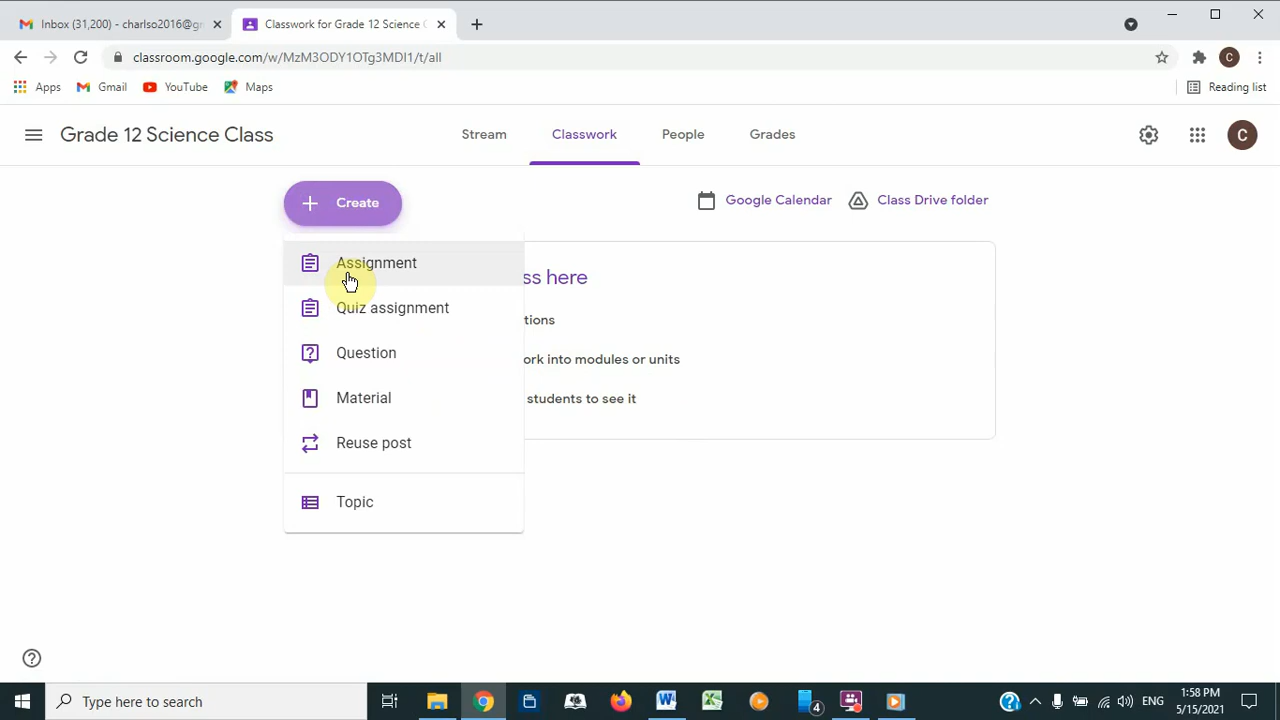 Inbox (31,200) - charlso2016@gr
Classwork for Grade 12 Science C
classroom.google.com/w/MzM3ODY1OTg3MDI1/t/all
Apps
Gmail
YouTube
Maps
Reading list
Grade 12 Science Class
Stream
Classwork
People
Grades
C
C
Create
Google Calendar
Class Drive folder
Assignment
Quiz assignment
Question
Material
Reuse post
Topic
ss here
tions
ork into modules or units
students to see it
Type here to search
4
ENG
1:58 PM
5/15/2021